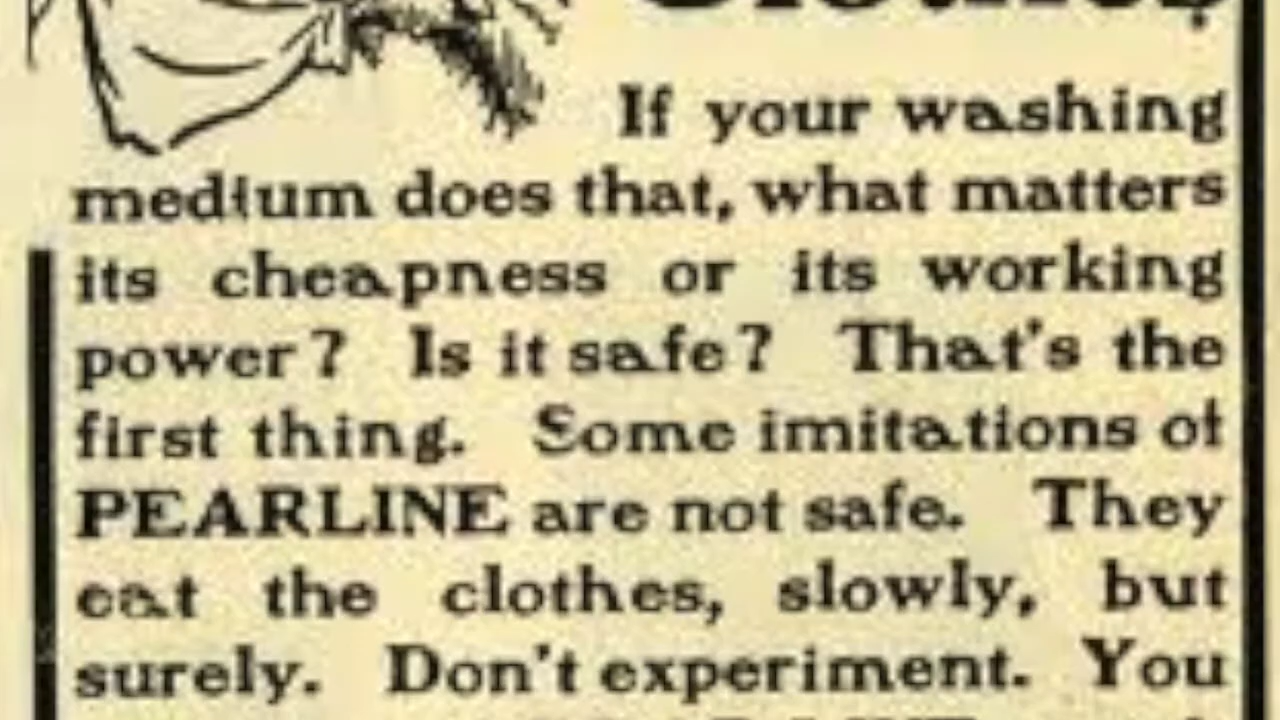 If your washing
medium does that, what matters
its cheapness or its working
power? Is it safe? That's the
first thing. Some imitations of
PEARLINE are not safe. They
eat the clothes, slowly, but
surely. Don't experiment. You